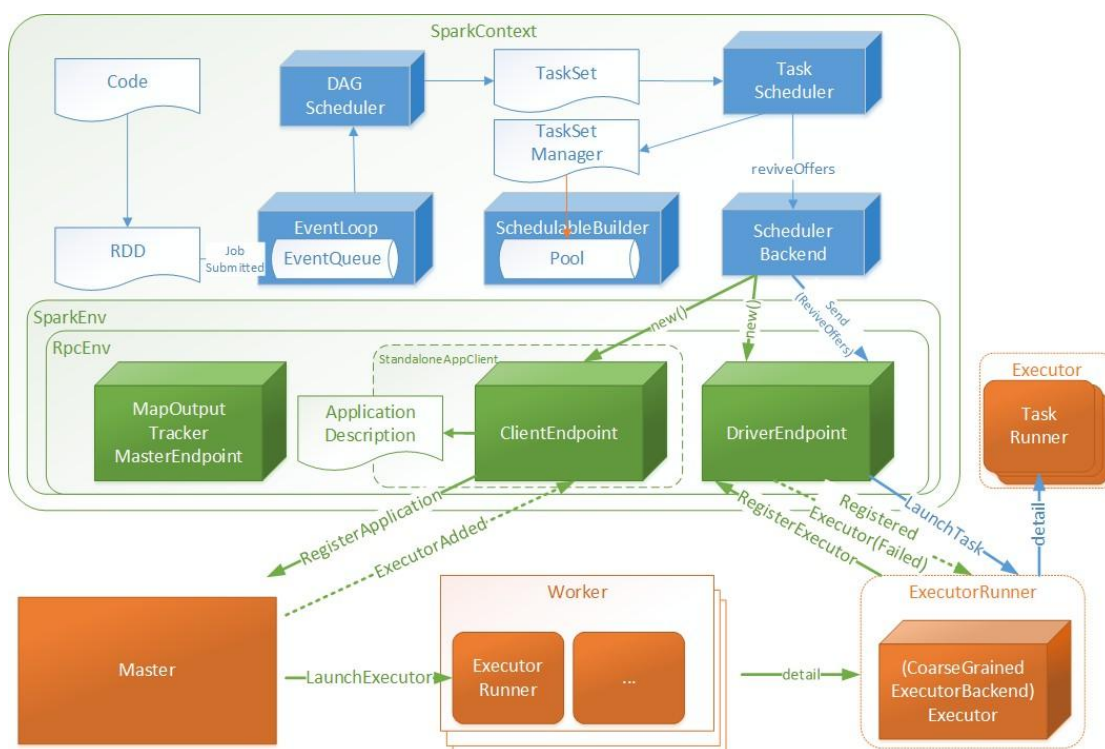 SparkContext
Code
DAG
Scheduler
TaskSet
Task
Scheduler
TaskSet
Manager
reviveOffers
RDD
Job
Submitted
EventLoop
EventQueue
SchedulableBuilder
Pool
Scheduler
Backend
SparkEnv
new()
new()
Send
(ReviveOffers)
RpcEnv
StandaloneAppClient
MapOutput
Tracker
MasterEndpoint
Application
Description
ClientEndpoint
DriverEndpoint
Executor
Task
Runner
RegisterApplication
ExecutorAdded
RegisterExecutor
Registered
Executor(Failed)
LaunchTask
detail
Master
LaunchExecutor
Worker
Executor
Runner
...
detail
ExecutorRunner
(CoarseGrained
ExecutorBackend)
Executor